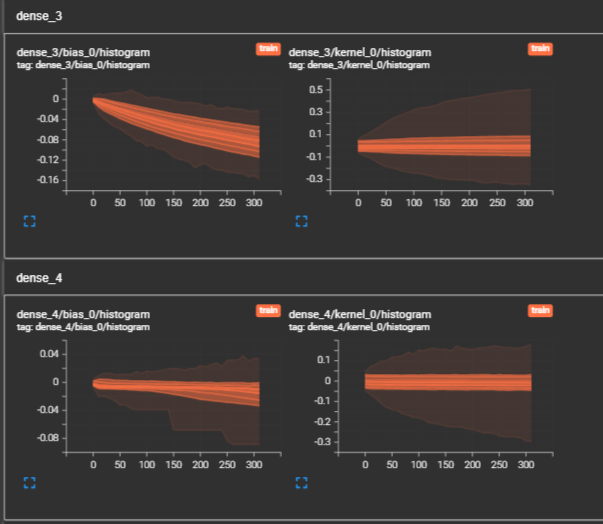 dense_3
dense_3/bias_0/histogram train
tag: dense_3/bias_0/histogram
0
-0.04
-0.08
-0.12
-0.16
0 50 100 150 200 250 300
dense_3/kernel_0/histogram train
tag: dense_3/kernel_0/histogram
0.5
0.3
0.1
-0.1
-0.3
0 50 100 150 200 250 300
dense_4
dense_4/bias_0/histogram train
tag: dense_4/bias_0/histogram
0.04
0
-0.04
-0.08
0 50 100 150 200 250 300
dense_4/kernel_0/histogram train
tag: dense_4/kernel_0/histogram
0.1
0
-0.1
-0.2
-0.3
0 50 100 150 200 250 300